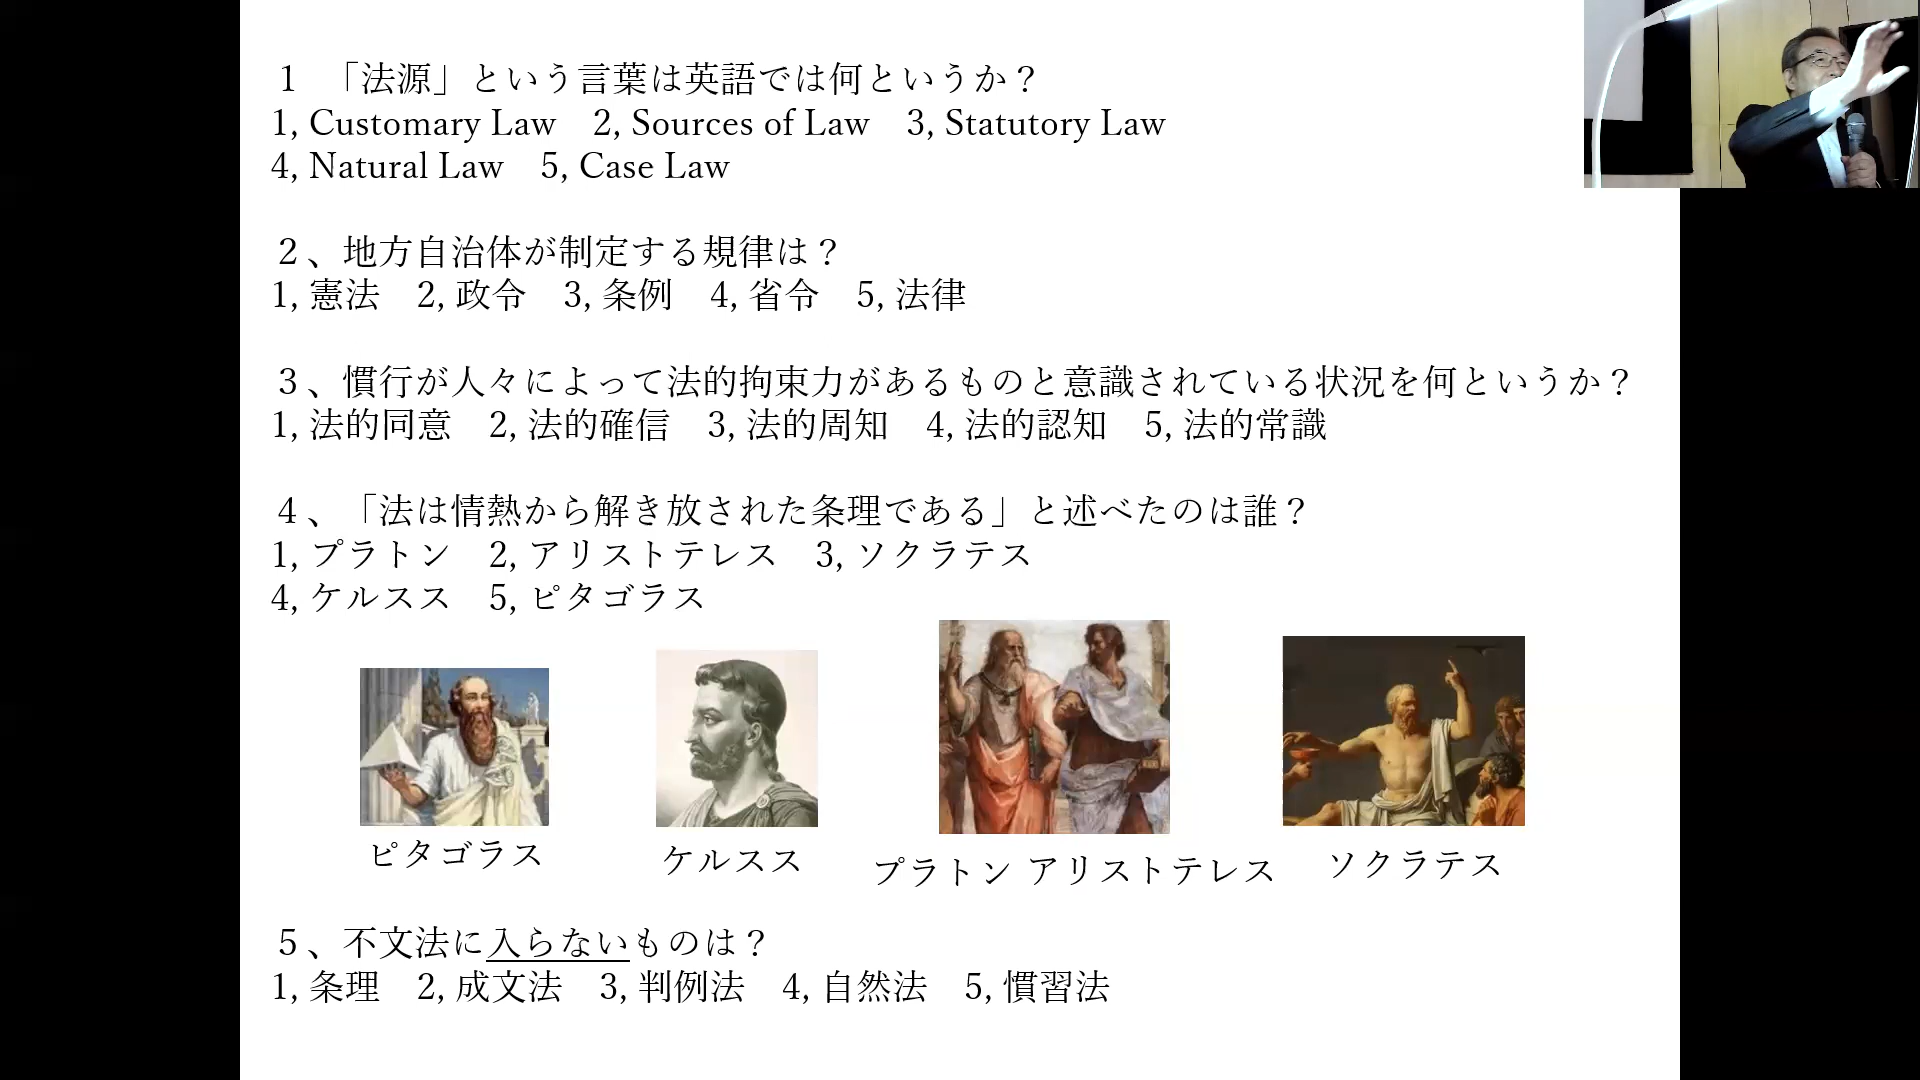 １　「法源」という言葉は英語では何というか？
1, Customary Law　2, Sources of Law　3, Statutory Law
4, Natural Law　5, Case Law
２、地方自治体が制定する規律は？
1, 憲法　2, 政令　3, 条例　4, 省令　5, 法律
３、慣行が人々によって法的拘束力があるものと意識されている状況を何というか？
1, 法的同意　2, 法的確信　3, 法的周知　4, 法的認知　5, 法的常識
４、「法は情熱から解き放された条理である」と述べたのは誰？
1, プラトン　2, アリストテレス　3, ソクラテス
4, ケルスス　5, ピタゴラス
ピタゴラス
ケルスス
プラトン アリストテレス
ソクラテス
５、不文法に入らないものは？
1, 条理　2, 成文法　3, 判例法　4, 自然法　5, 慣習法